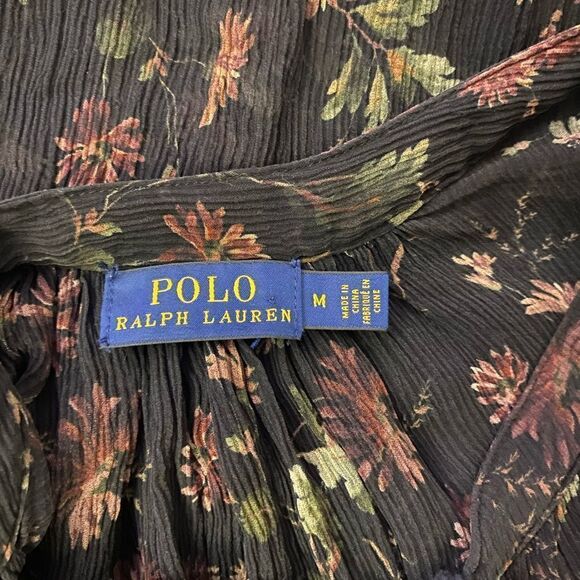 POLO
RALPH LAUREN
M
MADE IN
CHINA
FABRIQUÉ EN
CHINE